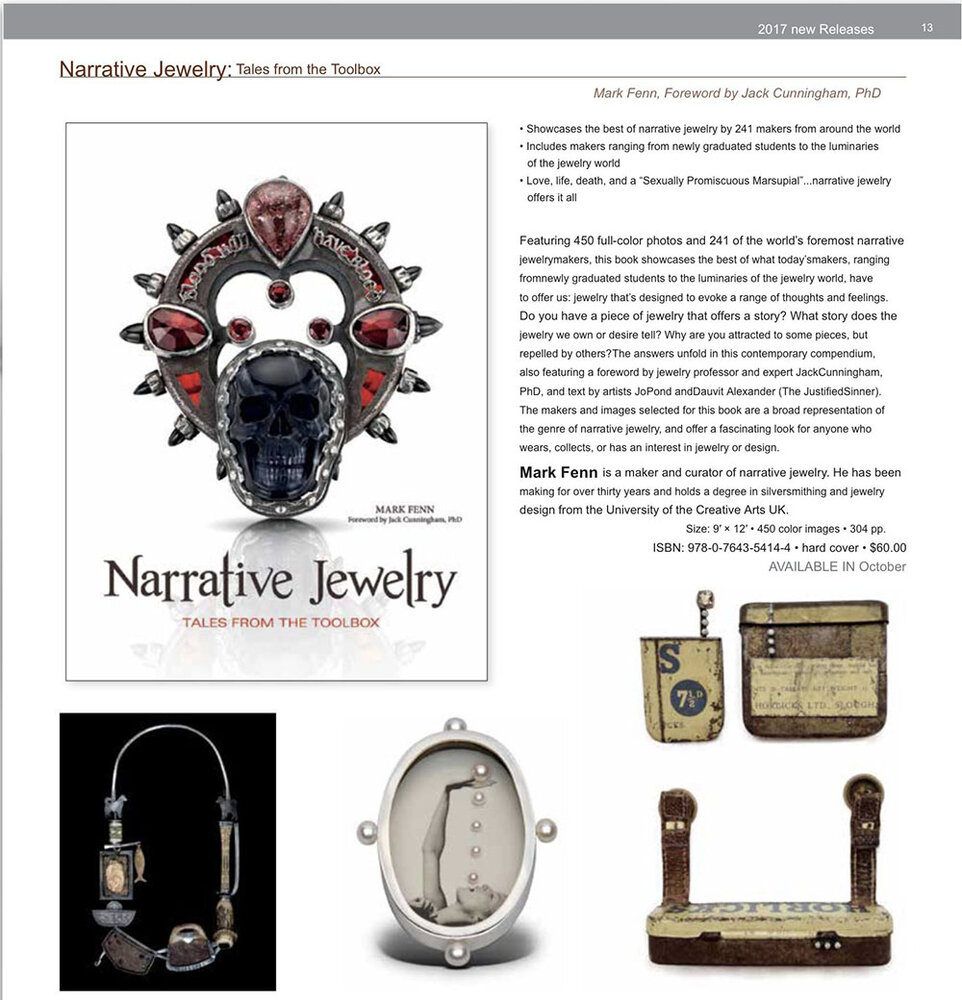 2017 new Releases 13
Narrative Jewelry: Tales from the Toolbox
Mark Fenn, Foreword by Jack Cunningham, PhD
• Showcases the best of narrative jewelry by 241 makers from around the world
• Includes makers ranging from newly graduated students to the luminaries
of the jewelry world
• Love, life, death, and a “Sexually Promiscuous Marsupial”...narrative jewelry
offers it all
Featuring 450 full-color photos and 241 of the world’s foremost narrative
jewelrymakers, this book showcases the best of what today’smakers, ranging
fromnewly graduated students to the luminaries of the jewelry world, have
to offer us: jewelry that’s designed to evoke a range of thoughts and feelings.
Do you have a piece of jewelry that offers a story? What story does the
jewelry we own or desire tell? Why are you attracted to some pieces, but
repelled by others?The answers unfold in this contemporary compendium,
also featuring a foreword by jewelry professor and expert JackCunningham,
PhD, and text by artists JoPond andDauvit Alexander (The JustifiedSinner).
The makers and images selected for this book are a broad representation of
the genre of narrative jewelry, and offer a fascinating look for anyone who
wears, collects, or has an interest in jewelry or design.
Mark Fenn is a maker and curator of narrative jewelry. He has been
making for over thirty years and holds a degree in silversmithing and jewelry
design from the University of the Creative Arts UK.
Size: 9′ × 12′ • 450 color images • 304 pp.
ISBN: 978-0-7643-5414-4 • hard cover • $60.00
AVAILABLE IN October
have blood
MARK FENN
Foreword by Jack Cunningham, PhD
Narrative Jewelry
TALES FROM THE TOOLBOX
S
7½D
CKS
HORLICKS LTD., SLOUGH
HORLICK